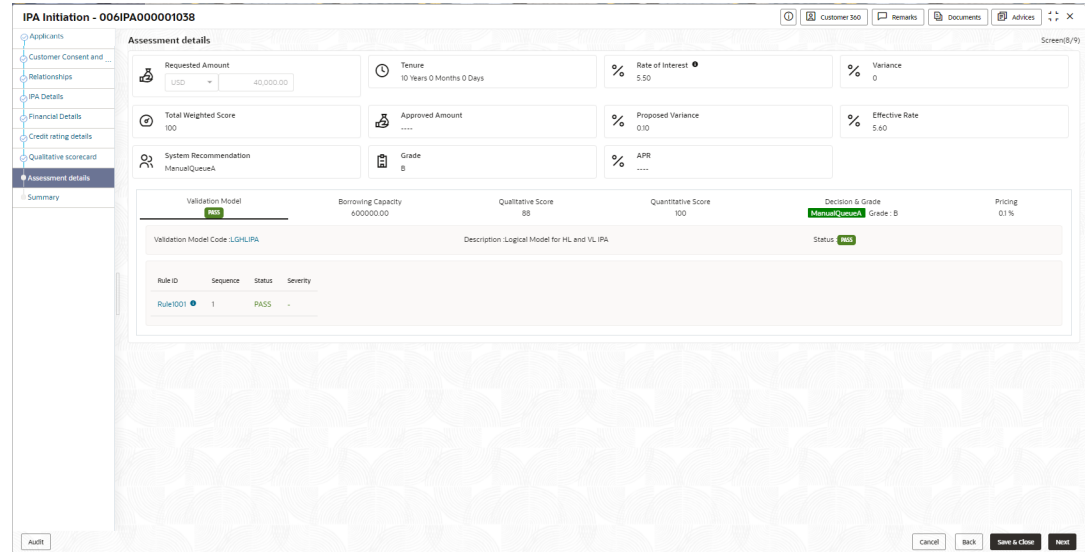 IPA Initiation - 006IPA000001038
Customer 360
Remarks
Documents
Advices
Applicants
Customer Consent and ...
Relationships
IPA Details
Financial Details
Credit rating details
Qualitative scorecard
Assessment details
Summary
Assessment details
Screen(8/9)
Requested Amount
USD 40,000.00
Tenure
10 Years 0 Months 0 Days
Rate of Interest
5.50
Variance
0
Total Weighted Score
100
Approved Amount
----
Proposed Variance
0.10
Effective Rate
5.60
System Recommendation
ManualQueueA
Grade
B
APR
----
Validation Model
PASS
Borrowing Capacity
600000.00
Qualitative Score
88
Quantitative Score
100
Decision & Grade
ManualQueueA Grade : B
Pricing
0.1 %
Validation Model Code :LGHLIPA
Description :Logical Model for HL and VL IPA
Status : PASS
Rule ID Sequence Status Severity
Rule1001 1 PASS -
Audit
Cancel
Back
Save & Close
Next